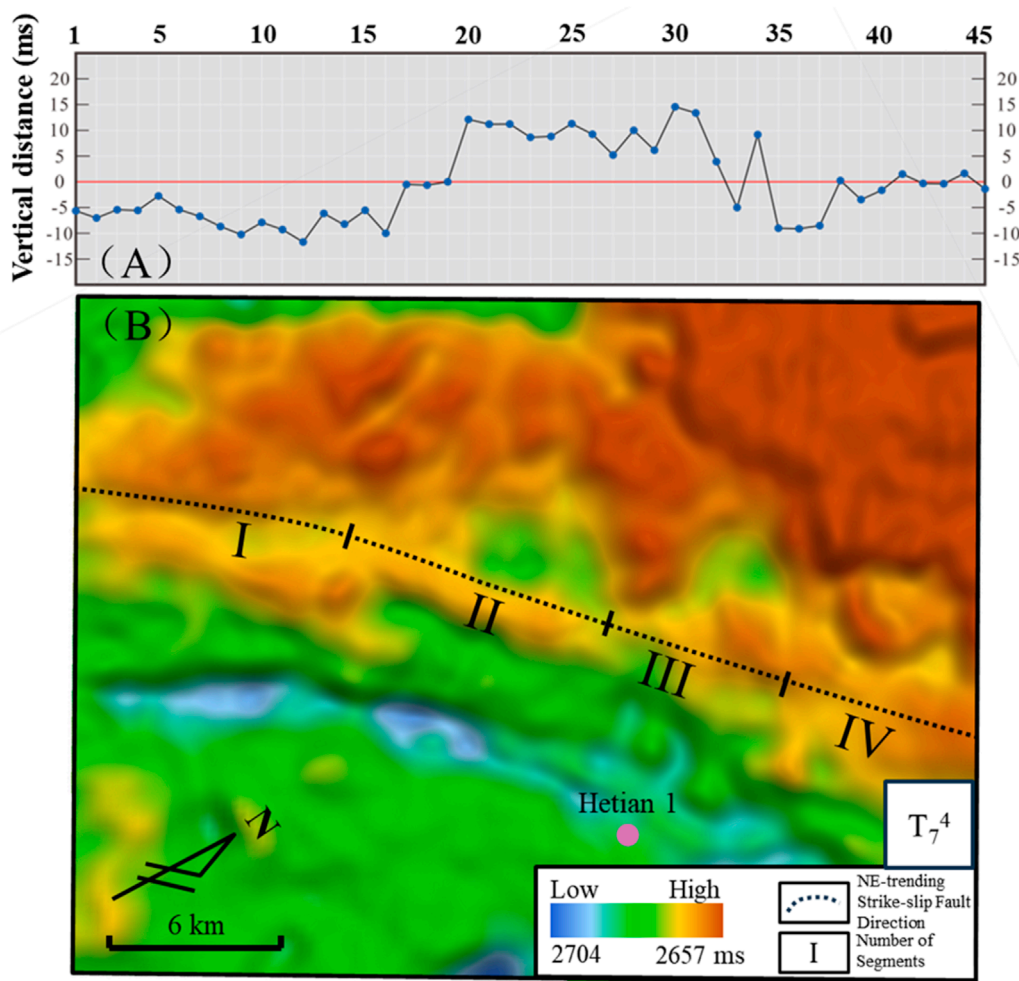 1 5 10 15 20 25 30 35 40 45
Vertical distance (ms)
20 20
15 15
10 10
5 5
0 0
-5 -5
-10 -10
-15 -15
（A）
（B）
I
II
III
IV
Hetian 1
T₇⁴
N
6 km
Low High
2704 2657 ms
NE-trending
Strike-slip Fault
Direction
I
Number of
Segments